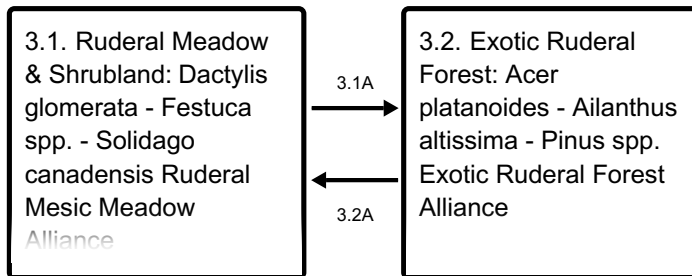 3.1. Ruderal Meadow
& Shrubland: Dactylis
glomerata - Festuca
spp. - Solidago
canadensis Ruderal
Mesic Meadow
Alliance
3.1A
3.2A
3.2. Exotic Ruderal
Forest: Acer
platanoides - Ailanthus
altissima - Pinus spp.
Exotic Ruderal Forest
Alliance